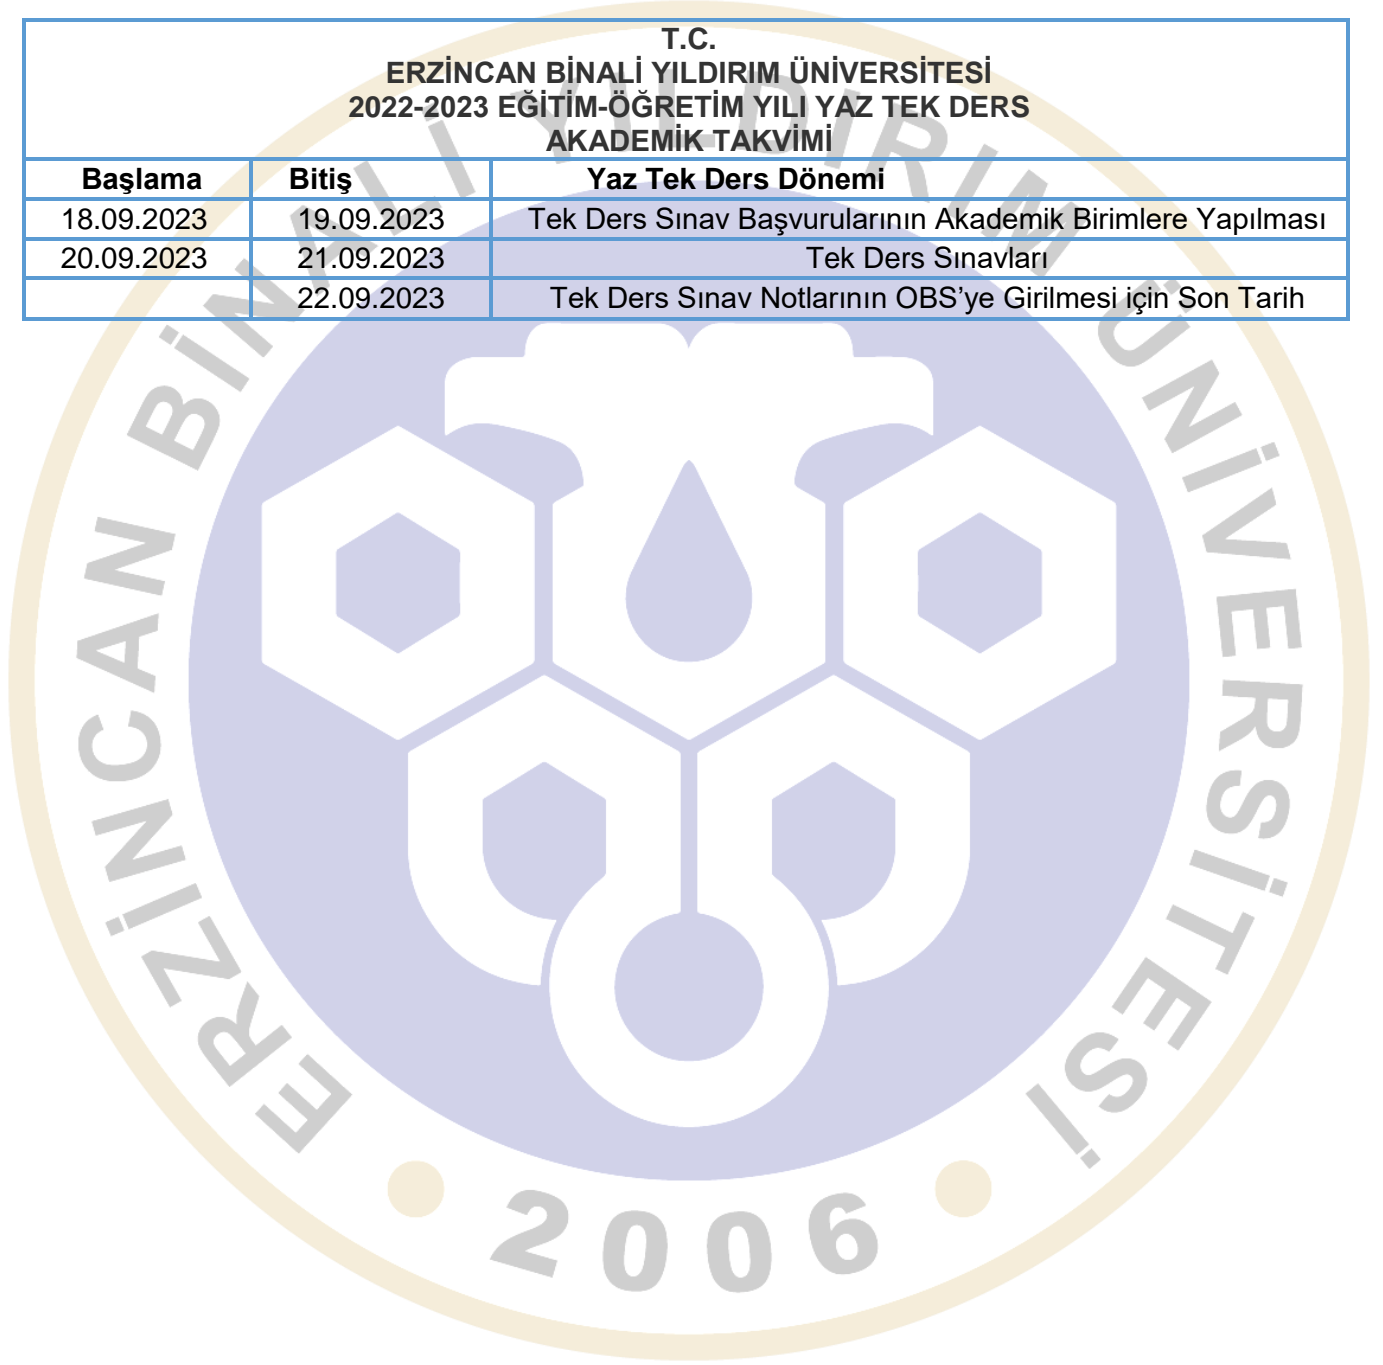 T.C.
ERZİNCAN BİNALİ YILDIRIM ÜNİVERSİTESİ
2022-2023 EĞİTİM-ÖĞRETİM YILI YAZ TEK DERS
AKADEMİK TAKVİMİ
Başlama Bitiş Yaz Tek Ders Dönemi
18.09.2023 19.09.2023 Tek Ders Sınav Başvurularının Akademik Birimlere Yapılması
20.09.2023 21.09.2023 Tek Ders Sınavları
22.09.2023 Tek Ders Sınav Notlarının OBS’ye Girilmesi için Son Tarih
ERZİNCAN BİNALİ YILDIRIM ÜNİVERSİTESİ
2006